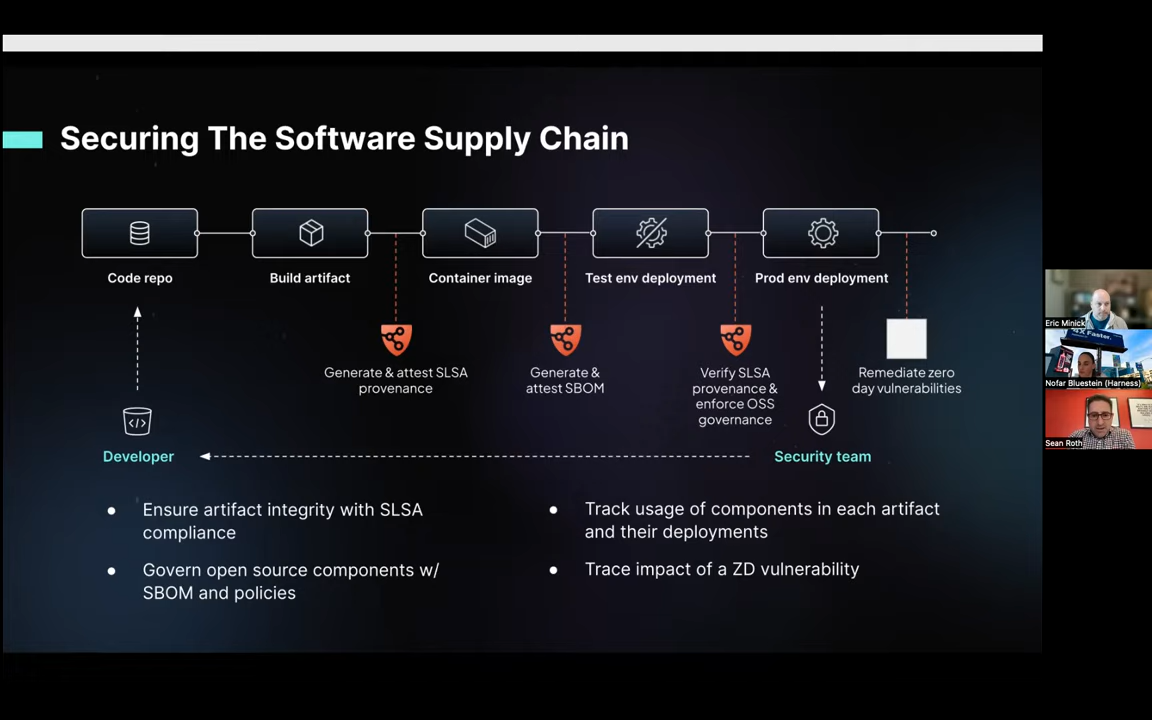 Securing The Software Supply Chain
Code repo
Build artifact
Container image
Test env deployment
Prod env deployment
Generate & attest SLSA
provenance
Generate &
attest SBOM
Verify SLSA
provenance &
enforce OSS
governance
Remediate zero
day vulnerabilities
Developer
Security team
Ensure artifact integrity with SLSA
compliance
Govern open source components w/
SBOM and policies
Track usage of components in each artifact
and their deployments
Trace impact of a ZD vulnerability
Eric Minick
Faster.
Nofar Bluestein (Harness)
Sean Roth